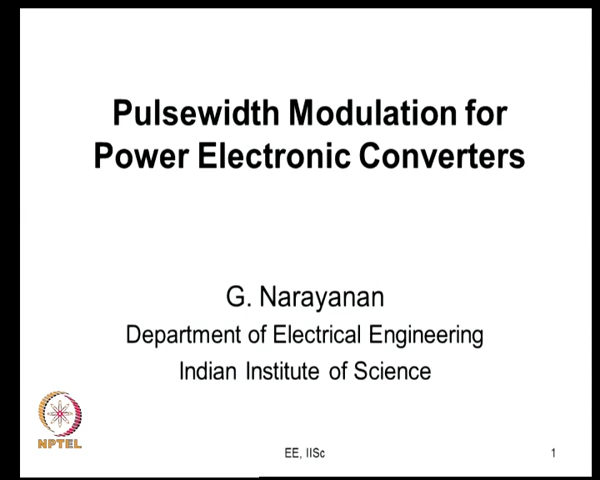 Pulsewidth Modulation for
Power Electronic Converters
G. Narayanan
Department of Electrical Engineering
Indian Institute of Science
NPTEL
EE, IISc
1